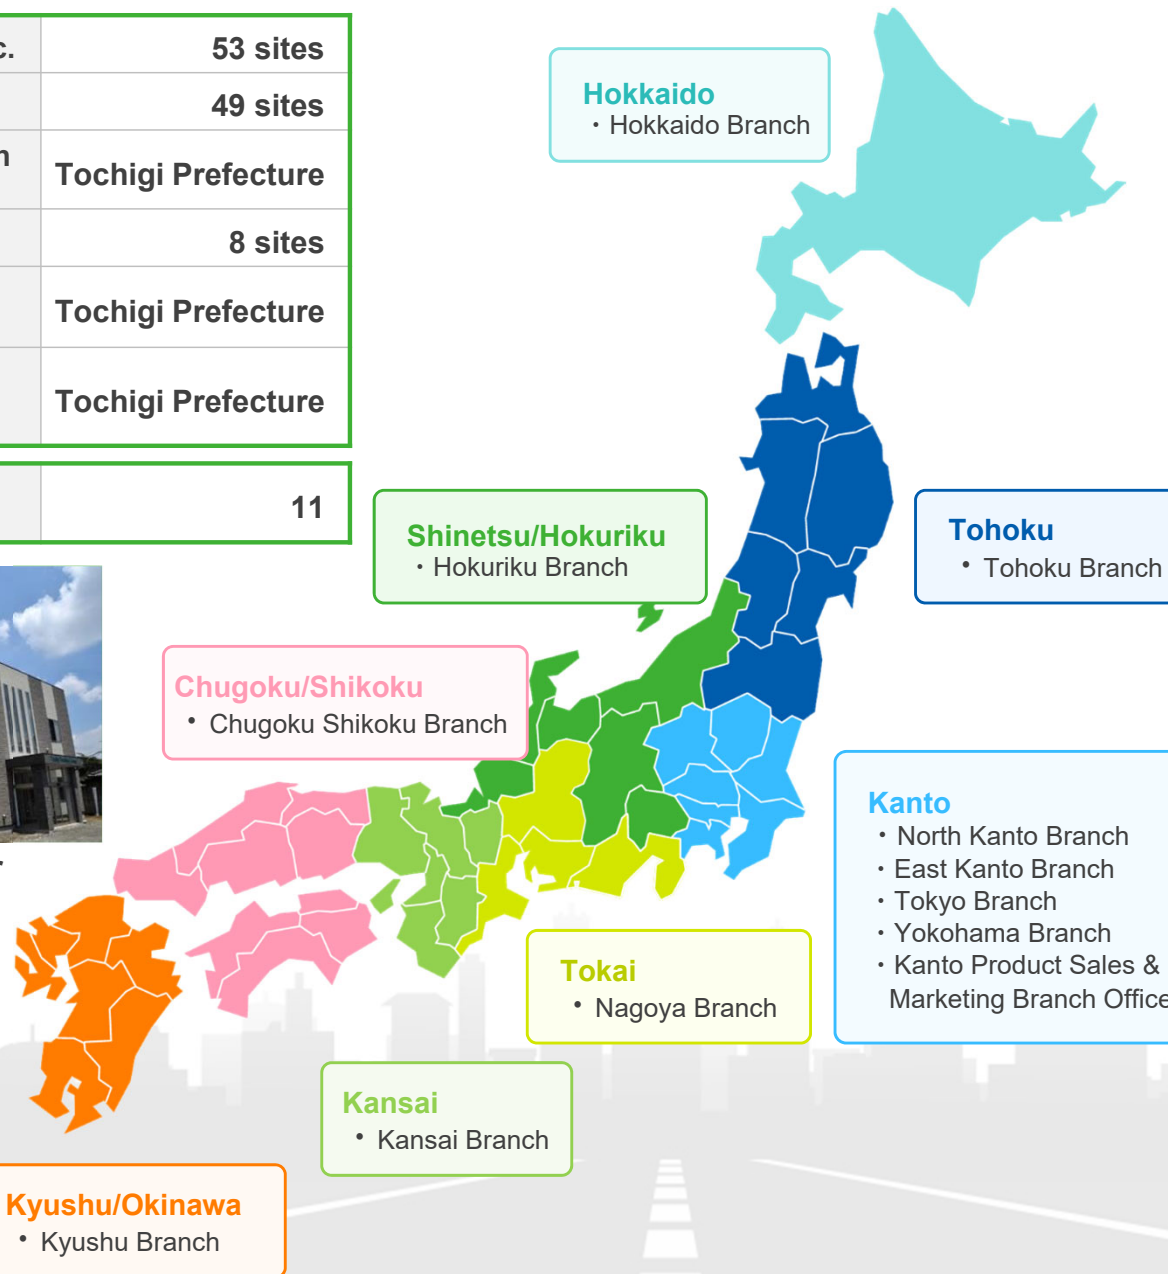 c. 53 sites
49 sites
n Tochigi Prefecture
8 sites
Tochigi Prefecture
Tochigi Prefecture
11
Hokkaido
・Hokkaido Branch
Shinetsu/Hokuriku
・Hokuriku Branch
Tohoku
・Tohoku Branch
Chugoku/Shikoku
・Chugoku Shikoku Branch
Kanto
・North Kanto Branch
・East Kanto Branch
・Tokyo Branch
・Yokohama Branch
・Kanto Product Sales &
Marketing Branch Office
Tokai
・Nagoya Branch
Kansai
・Kansai Branch
Kyushu/Okinawa
・Kyushu Branch